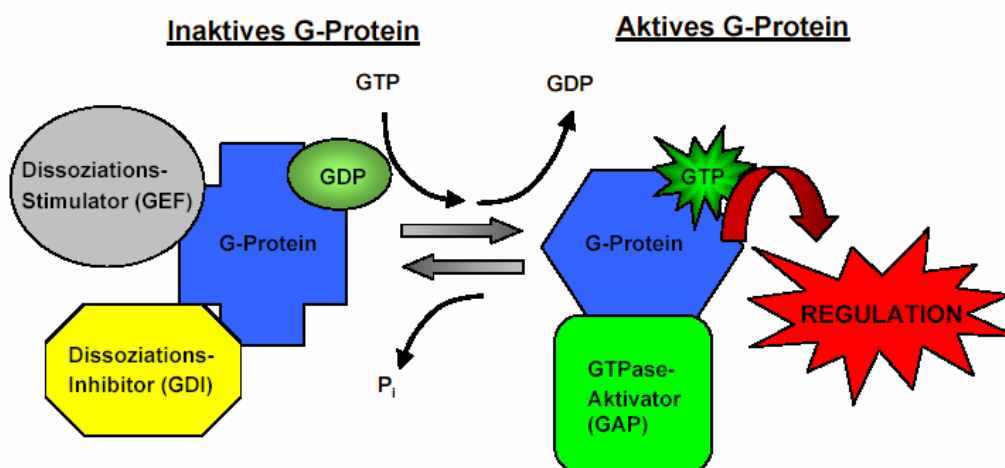 Inaktives G-Protein
Aktives G-Protein
GTP
GDP
Dissoziations-
Stimulator (GEF)
GDP
G-Protein
GTP
G-Protein
REGULATION
Dissoziations-
Inhibitor (GDI)
Pi
GTPase-
Aktivator
(GAP)